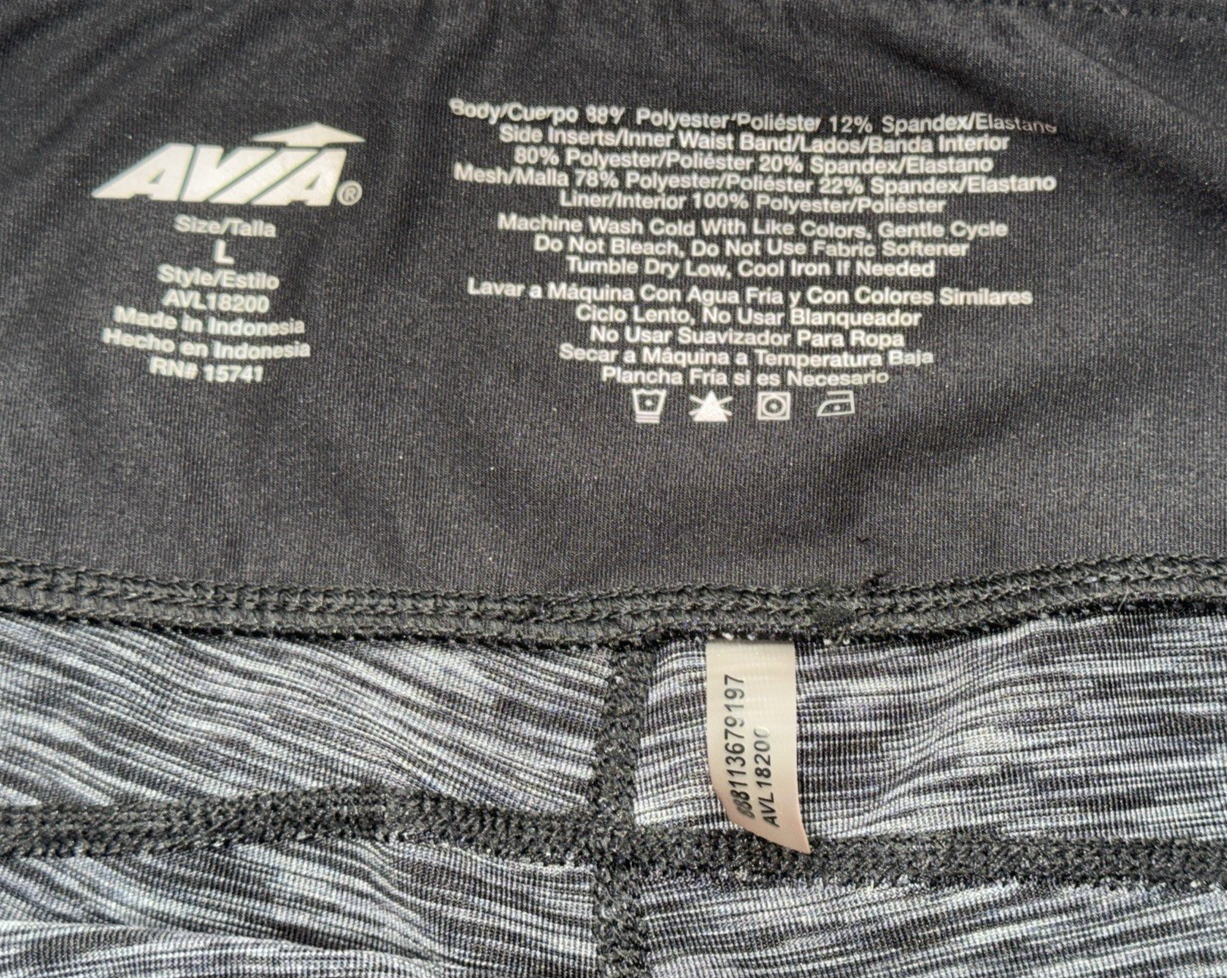 AVIA®
Size/Talla
L
Style/Estilo
AVL18200
Made in Indonesia
Hecho en Indonesia
RN# 15741
Body/Cuerpo 88% Polyester/Poliéster 12% Spandex/Elastano
Side Inserts/Inner Waist Band/Lados/Banda Interior
80% Polyester/Poliéster 20% Spandex/Elastano
Mesh/Malla 78% Polyester/Poliéster 22% Spandex/Elastano
Liner/Interior 100% Polyester/Poliéster
Machine Wash Cold With Like Colors, Gentle Cycle
Do Not Bleach, Do Not Use Fabric Softener
Tumble Dry Low, Cool Iron If Needed
Lavar a Máquina Con Agua Fría y Con Colores Similares
Ciclo Lento, No Usar Blanqueador
No Usar Suavizador Para Ropa
Secar a Máquina a Temperatura Baja
Plancha Fría si es Necesario
AVL18200